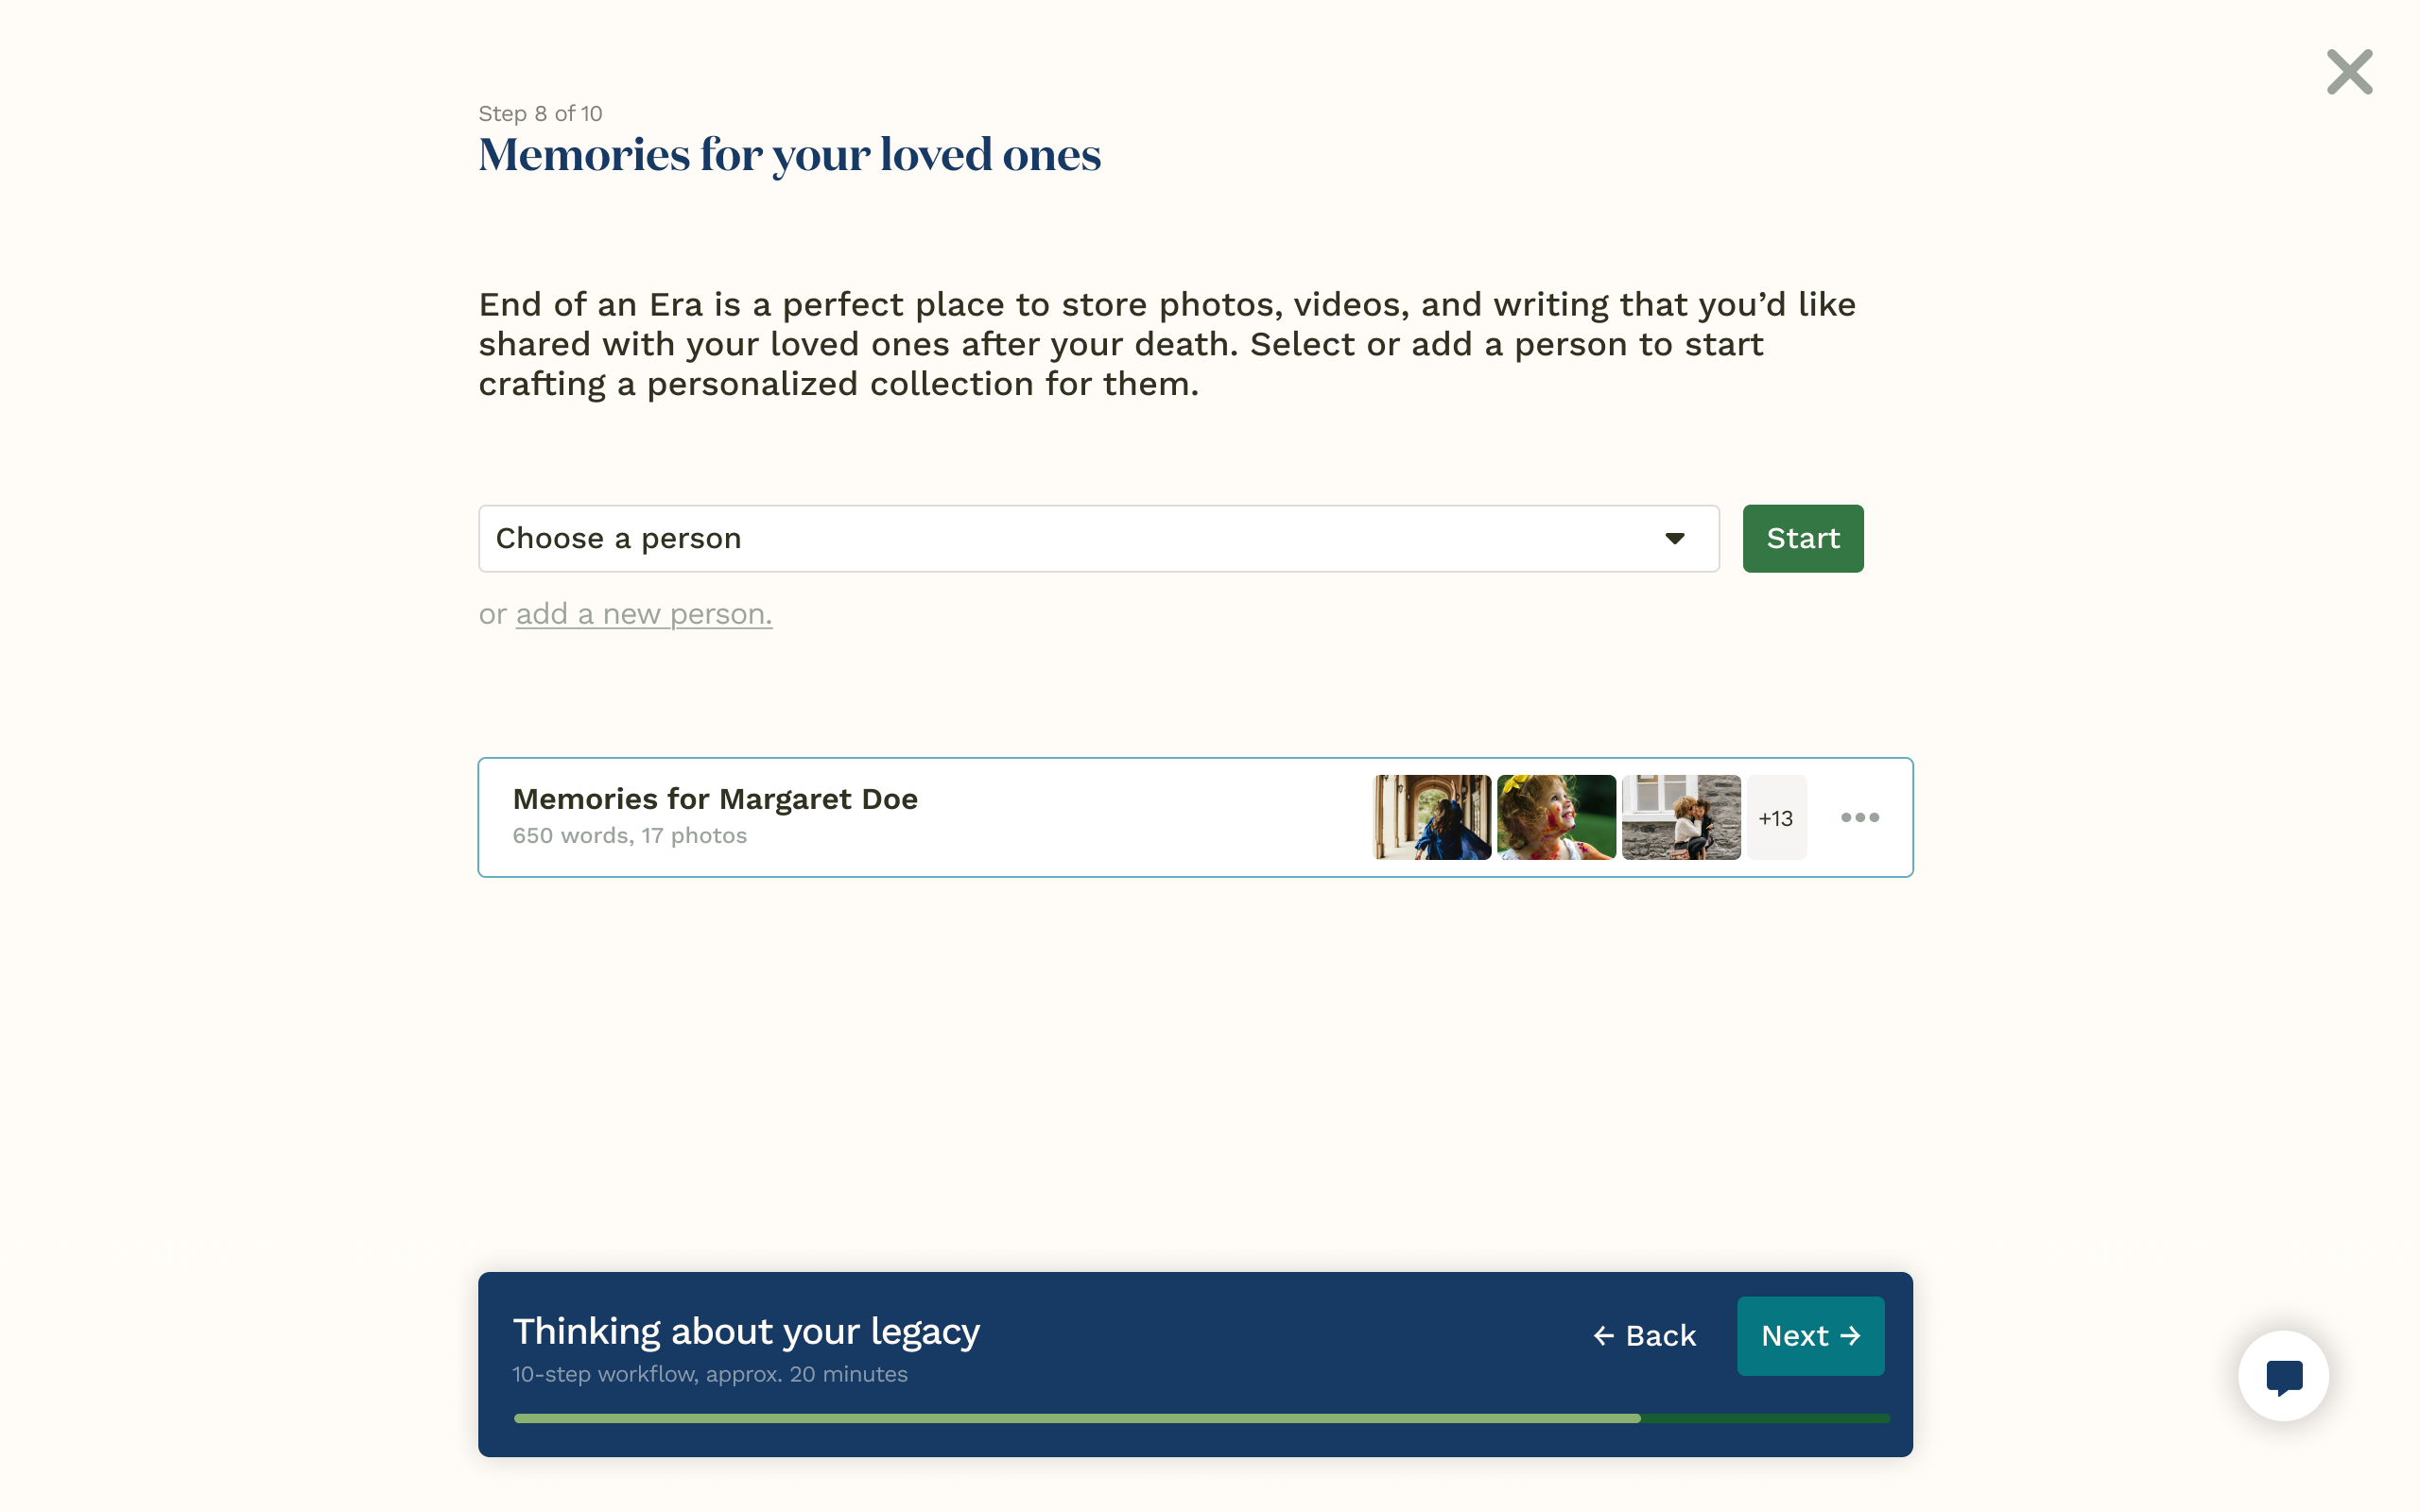 Step 8 of 10
Memories for your loved ones
End of an Era is a perfect place to store photos, videos, and writing that you’d like
shared with your loved ones after your death. Select or add a person to start
crafting a personalized collection for them.
Choose a person
Start
or add a new person.
Memories for Margaret Doe
650 words, 17 photos
+13
Thinking about your legacy
10-step workflow, approx. 20 minutes
← Back
Next →